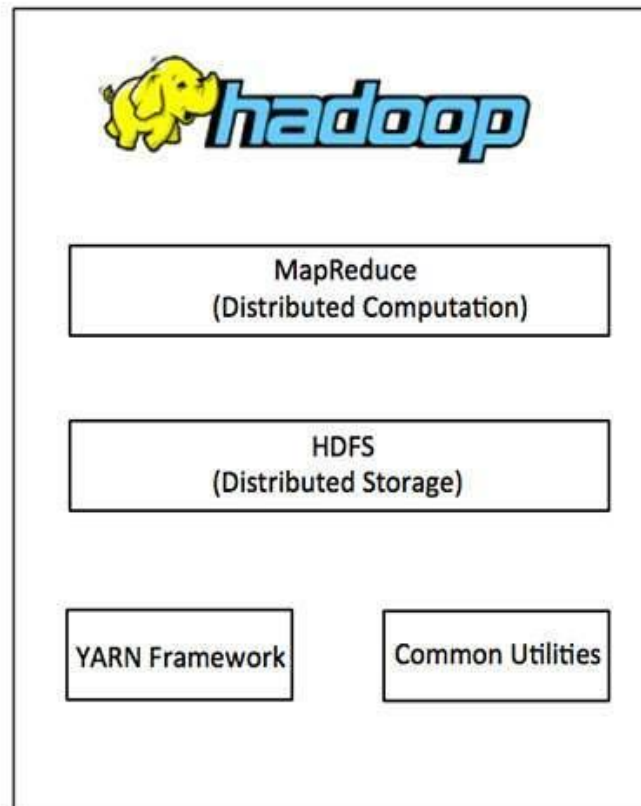 hadoop
MapReduce
(Distributed Computation)
HDFS
(Distributed Storage)
YARN Framework
Common Utilities